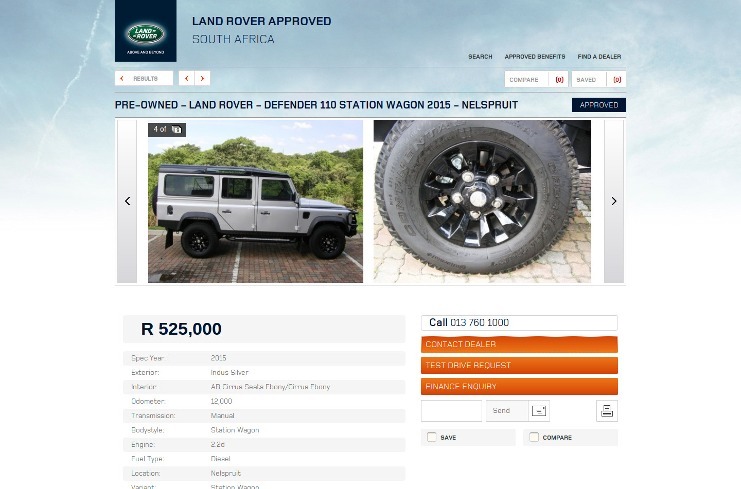 LAND ROVER
ABOVE AND BEYOND
LAND ROVER APPROVED
SOUTH AFRICA
SEARCH APPROVED BENEFITS FIND A DEALER
RESULTS
COMPARE (0) SAVED (0)
PRE-OWNED - LAND ROVER - DEFENDER 110 STATION WAGON 2015 - NELSPRUIT
APPROVED
4 of
R 525,000
Call 013 760 1000
CONTACT DEALER
TEST DRIVE REQUEST
FINANCE ENQUIRY
Send
SAVE COMPARE
Spec Year: 2015
Exterior: Indus Silver
Interior: Ebony/Cirrus Ebony
Odometer: 12,000
Transmission: Manual
Bodystyle: Station Wagon
Engine: 2.2d
Fuel Type: Diesel
Location: Nelspruit
Variant: Station Wagon